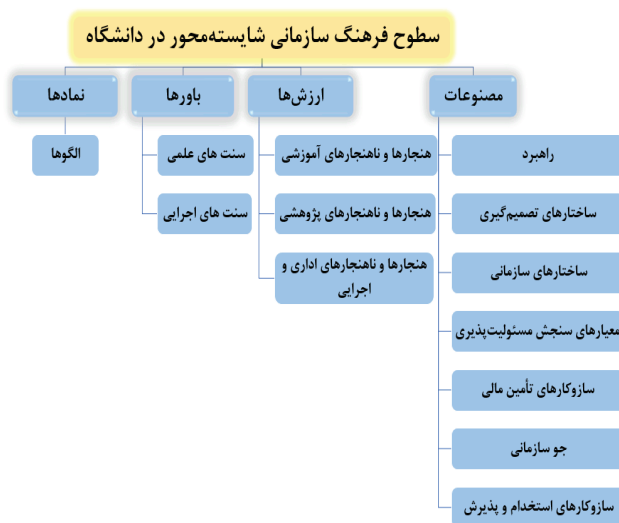 سطوح فرهنگ سازمانی شایسته‌محور در دانشگاه
مصنوعات
راهبرد
ساختارهای تصمیم‌گیری
ساختارهای سازمانی
معیارهای سنجش مسئولیت‌پذیری
سازوکارهای تأمین مالی
جو سازمانی
سازوکارهای استخدام و پذیرش
ارزش‌ها
هنجارها و ناهنجارهای آموزشی
هنجارها و ناهنجارهای پژوهشی
هنجارها و ناهنجارهای اداری و
اجرایی
باورها
سنت های علمی
سنت های اجرایی
نمادها
الگوها